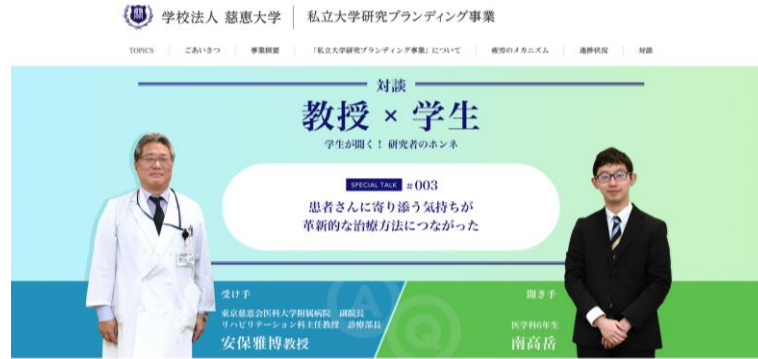 学校法人 慈恵大学 私立大学研究ブランディング事業
TOPICS ごあいさつ 事業概要 「私立大学研究ブランディング事業」について 疲労のメカニズム 進捗状況 対談
対談
教授 × 学生
学生が聞く！ 研究者のホンネ
SPECIAL TALK #003
患者さんに寄り添う気持ちが
革新的な治療方法につながった
受け手
東京慈恵会医科大学附属病院 副院長
リハビリテーション科主任教授 診療部長
安保雅博教授
A
Q
聞き手
医学科6年生
南高岳